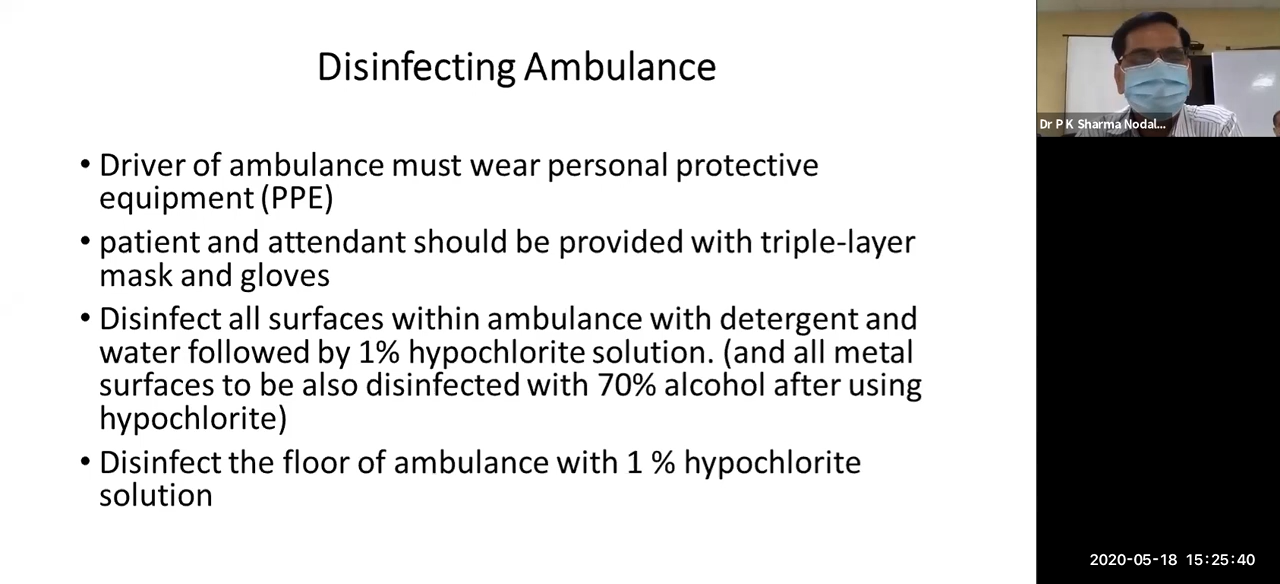 Disinfecting Ambulance
• Driver of ambulance must wear personal protective
equipment (PPE)
• patient and attendant should be provided with triple-layer
mask and gloves
• Disinfect all surfaces within ambulance with detergent and
water followed by 1% hypochlorite solution. (and all metal
surfaces to be also disinfected with 70% alcohol after using
hypochlorite)
• Disinfect the floor of ambulance with 1 % hypochlorite
solution
Dr P K Sharma Nodal...
2020-05-18 15:25:40